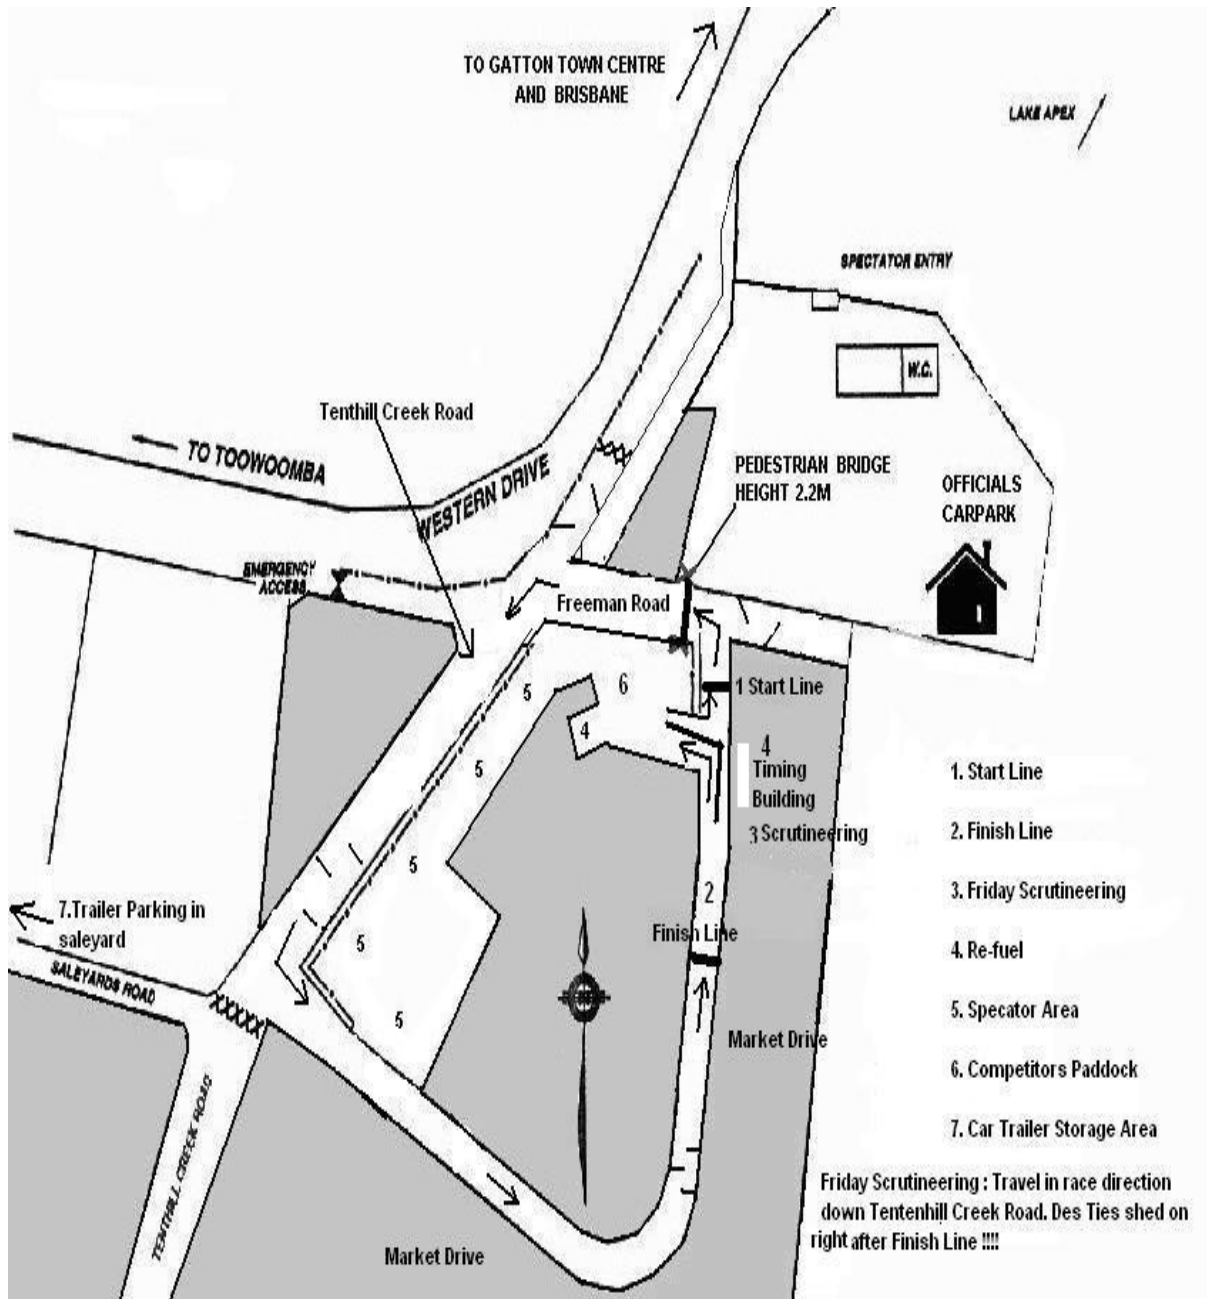 TO GATTON TOWN CENTRE
AND BRISBANE
LAKE APEX
SPECTATOR ENTRY
W.C.
Tenthill Creek Road
TO TOOWOOMBA
WESTERN DRIVE
PEDESTRIAN BRIDGE
HEIGHT 2.2M
OFFICIALS
CARPARK
EMERGENCY
ACCESS
Freeman Road
6
5
1 Start Line
4
4
Timing
Building
5
3 Scrutineering
5
2
7.Trailer Parking in
saleyard
Finish Line
5
SALEYARDS ROAD
XXXXX
5
Market Drive
TENTHILL CREEK ROAD
Market Drive
1. Start Line
2. Finish Line
3. Friday Scrutineering
4. Re-fuel
5. Specator Area
6. Competitors Paddock
7. Car Trailer Storage Area
Friday Scrutineering : Travel in race direction
down Tentenhill Creek Road. Des Ties shed on
right after Finish Line !!!!